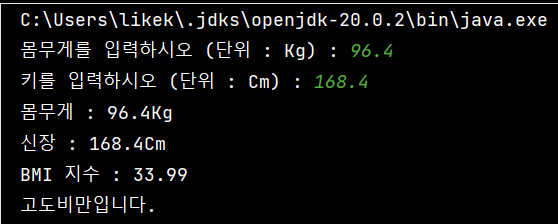 C:\Users\likek\.jdks\openjdk-20.0.2\bin\java.exe
몸무게를 입력하시오 (단위 : Kg) : 96.4
키를 입력하시오 (단위 : Cm) : 168.4
몸무게 : 96.4Kg
신장 : 168.4Cm
BMI 지수 : 33.99
고도비만입니다.